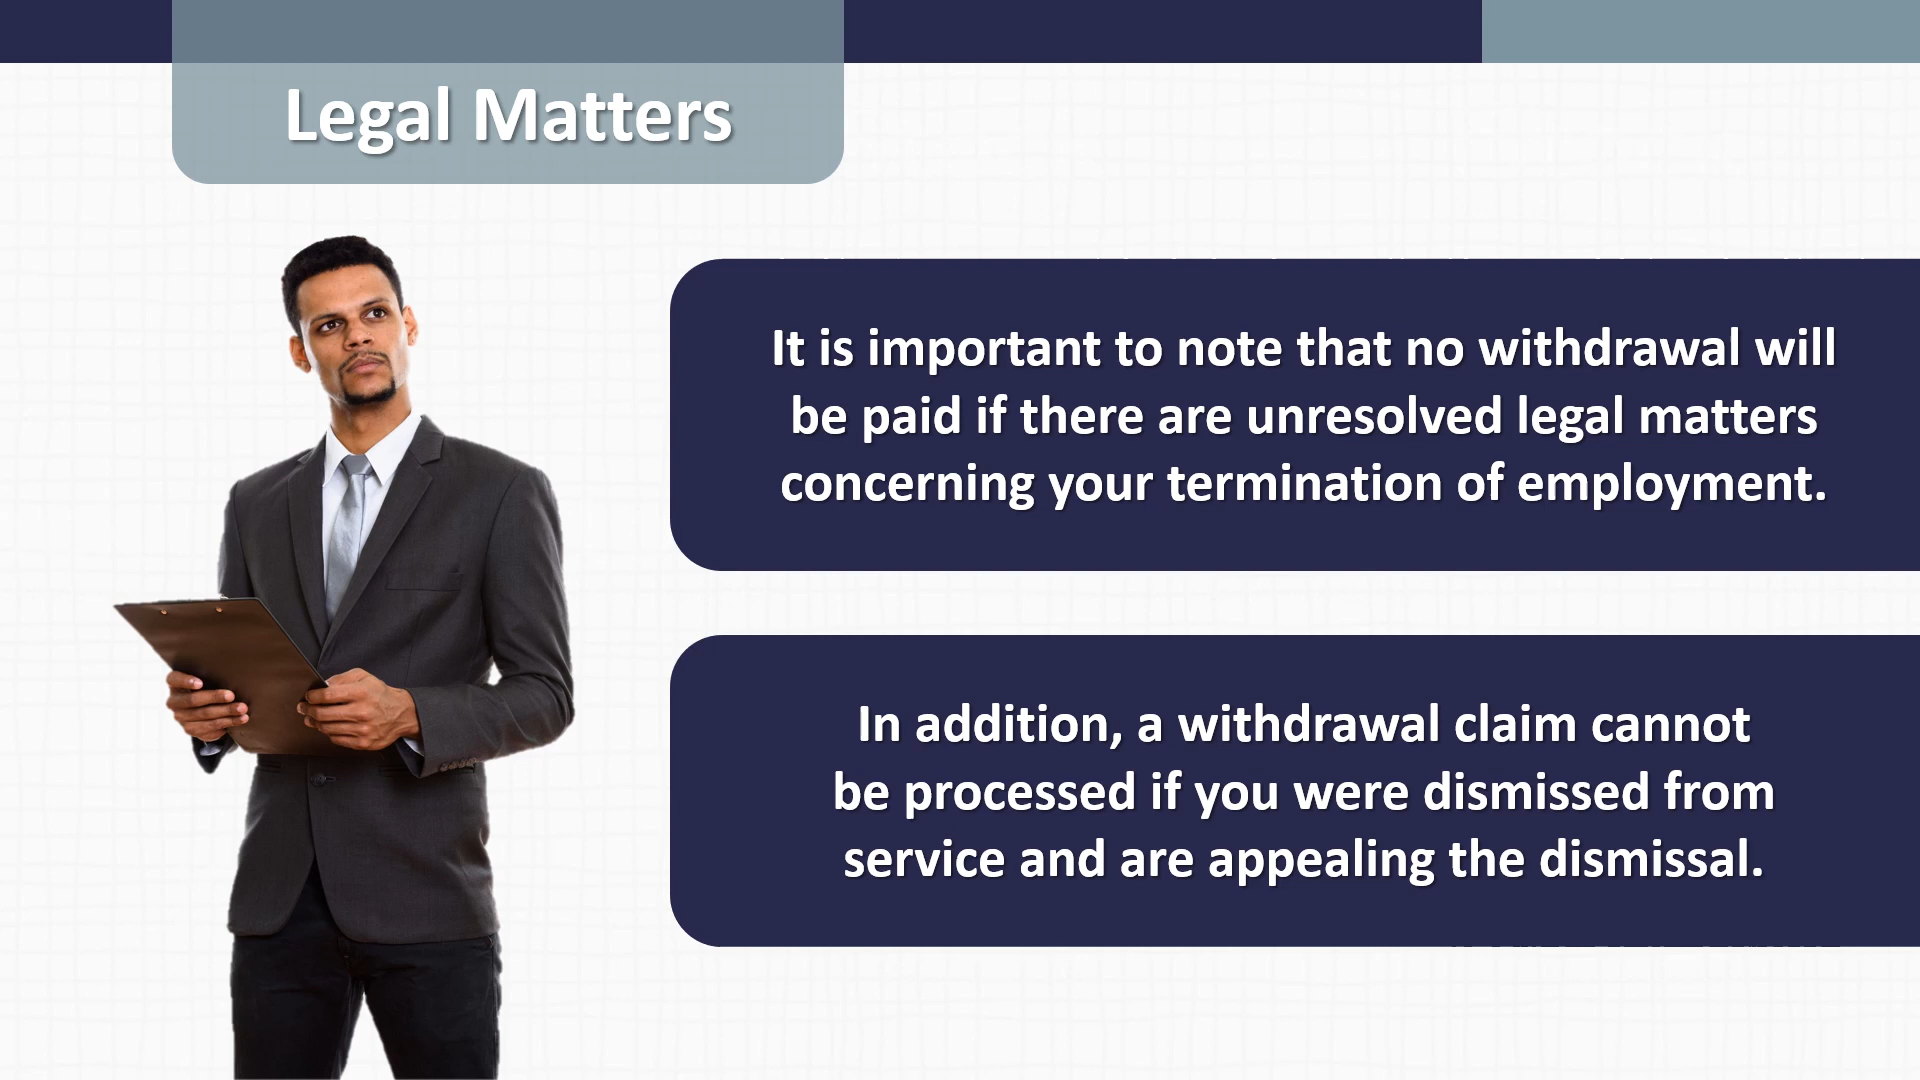 Legal Matters
It is important to note that no withdrawal will
be paid if there are unresolved legal matters
concerning your termination of employment.
In addition, a withdrawal claim cannot
be processed if you were dismissed from
service and are appealing the dismissal.